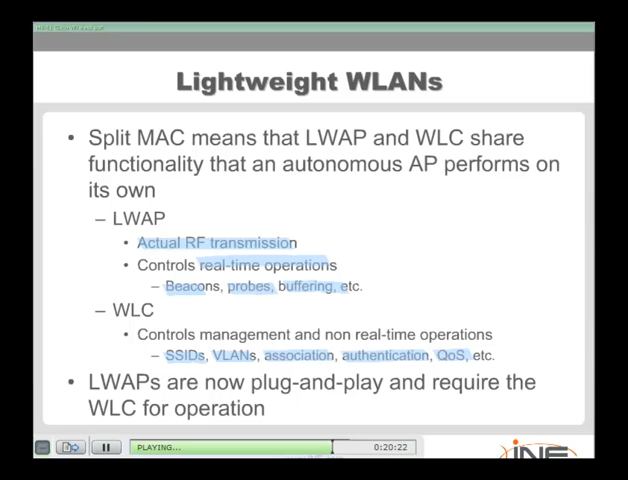 Lightweight WLANs
• Split MAC means that LWAP and WLC share
functionality that an autonomous AP performs on
its own
– LWAP
• Actual RF transmission
• Controls real-time operations
– Beacons, probes, buffering, etc.
– WLC
• Controls management and non real-time operations
– SSIDs, VLANs, association, authentication, QoS, etc.
• LWAPs are now plug-and-play and require the
WLC for operation
PLAYING...
0:20:22
iNE